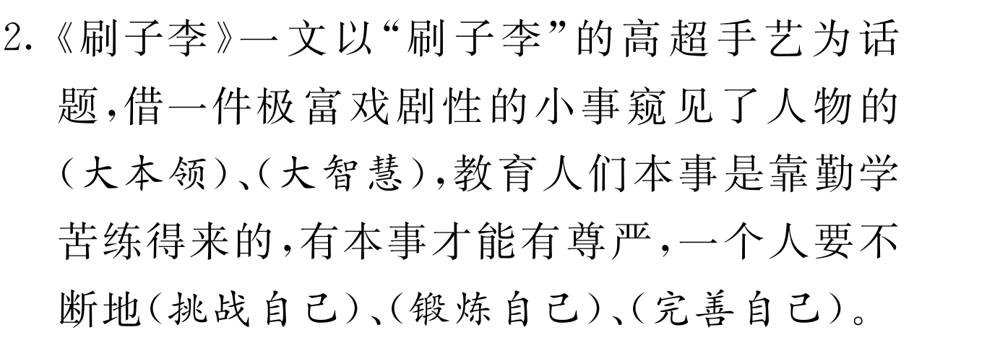 2.《刷子李》一文以“刷子李”的高超手艺为话
题,借一件极富戏剧性的小事窥见了人物的
(大本领)、(大智慧),教育人们本事是靠勤学
苦练得来的,有本事才能有尊严,一个人要不
断地(挑战自己)、(锻炼自己)、(完善自己)。